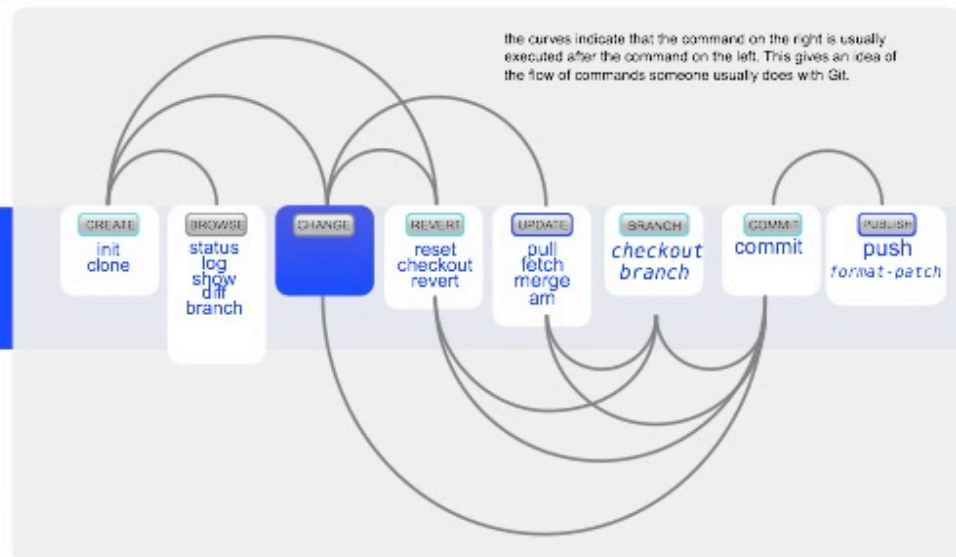 the curves indicate that the command on the right is usually
executed after the command on the left. This gives an idea of
the flow of commands someone usually does with Git.
CREATE
init
clone
BROWSE
status
log
show
diff
branch
CHANGE
REVERT
reset
checkout
revert
UPDATE
pull
fetch
merge
am
BRANCH
checkout
branch
COMMIT
commit
PUBLISH
push
format-patch